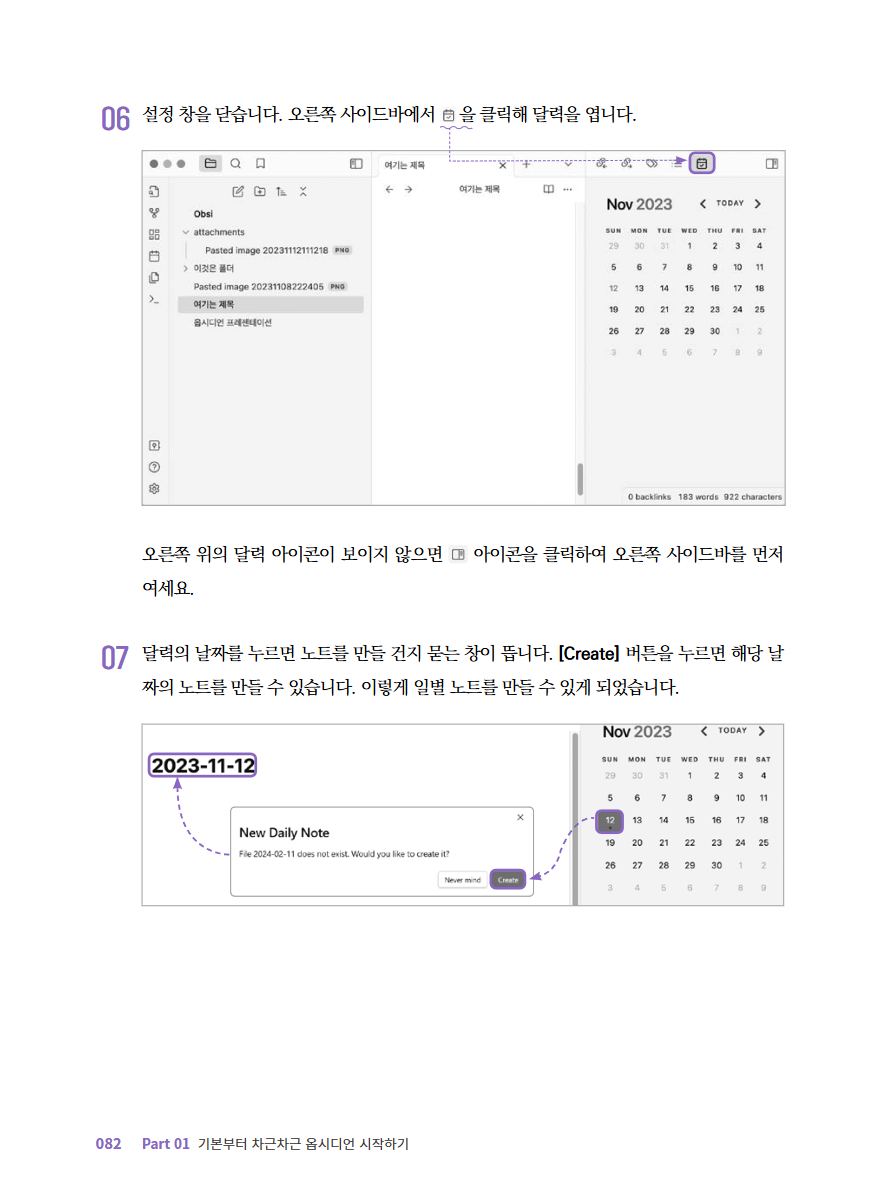 06 설정 창을 닫습니다. 오른쪽 사이드바에서 을 클릭해 달력을 엽니다.
여기는 제목
여기는 제목
Obsi
attachments
Pasted image 20231112111218 PNG
이것은 폴더
Pasted image 20231108222405 PNG
여기는 제목
옵시디언 프레센테이션
Nov 2023 TODAY
SUN MON TUE WED THU FRI SAT
29 30 31 1 2 3 4
5 6 7 8 9 10 11
12 13 14 15 16 17 18
19 20 21 22 23 24 25
26 27 28 29 30 1 2
3 4 5 6 7 8 9
0 backlinks 183 words 922 characters
오른쪽 위의 달력 아이콘이 보이지 않으면 아이콘을 클릭하여 오른쪽 사이드바를 먼저
여세요.
07 달력의 날짜를 누르면 노트를 만들 건지 묻는 창이 뜹니다. [Create] 버튼을 누르면 해당 날
짜의 노트를 만들 수 있습니다. 이렇게 일별 노트를 만들 수 있게 되었습니다.
2023-11-12
New Daily Note
File 2024-02-11 does not exist. Would you like to create it?
Never mind Create
Nov 2023 TODAY
SUN MON TUE WED THU FRI SAT
29 30 31 1 2 3 4
5 6 7 8 9 10 11
12 13 14 15 16 17 18
19 20 21 22 23 24 25
26 27 28 29 30 1 2
3 4 5 6 7 8 9
082 Part 01 기본부터 차근차근 옵시디언 시작하기